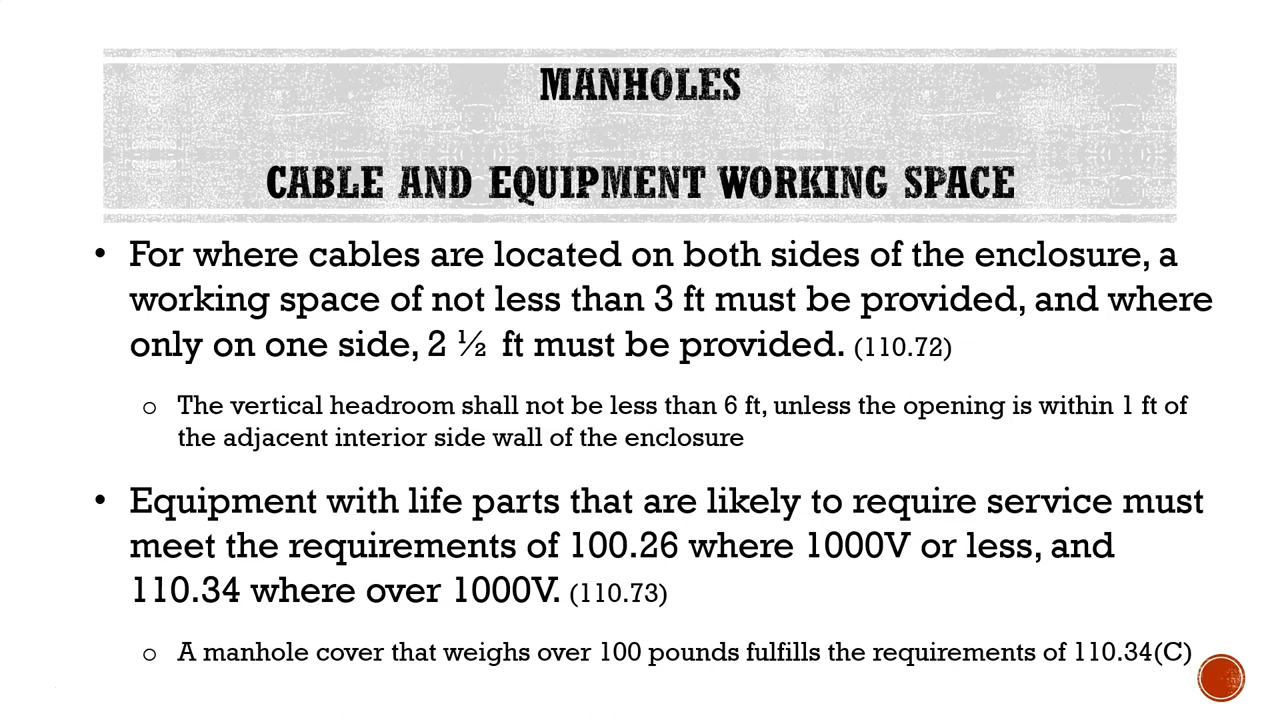 MANHOLES
CABLE AND EQUIPMENT WORKING SPACE
• For where cables are located on both sides of the enclosure, a
working space of not less than 3 ft must be provided, and where
only on one side, 2 ½ ft must be provided. (110.72)
o The vertical headroom shall not be less than 6 ft, unless the opening is within 1 ft of
the adjacent interior side wall of the enclosure
• Equipment with life parts that are likely to require service must
meet the requirements of 100.26 where 1000V or less, and
110.34 where over 1000V. (110.73)
o A manhole cover that weighs over 100 pounds fulfills the requirements of 110.34(C)